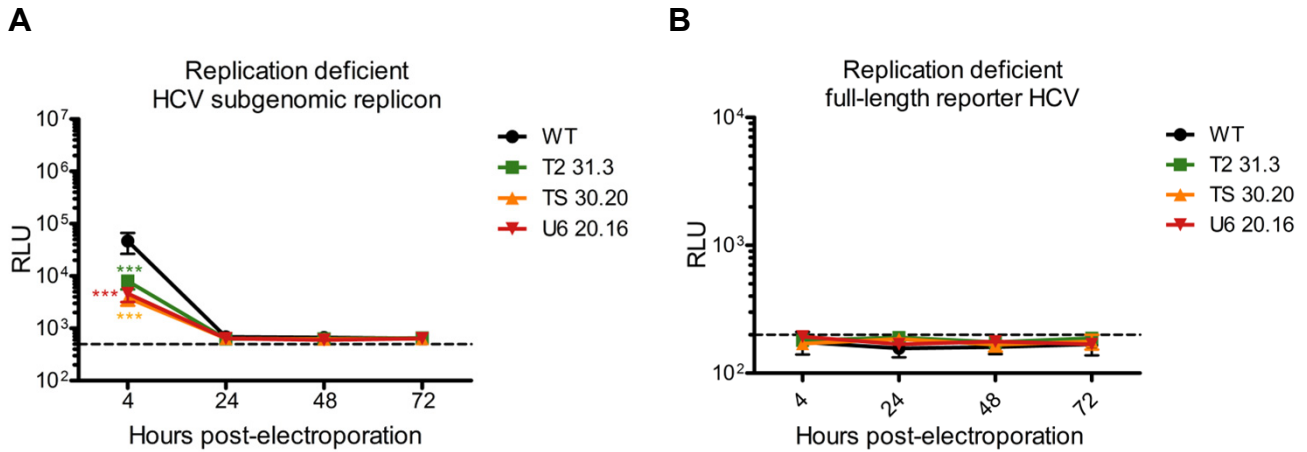 A
Replication deficient
HCV subgenomic replicon
10⁷
10⁶
10⁵
10⁴
10³
10²
RLU
***
***
***
4 24 48 72
Hours post-electroporation
WT
T2 31.3
TS 30.20
U6 20.16
B
Replication deficient
full-length reporter HCV
10⁴
10³
10²
RLU
4 24 48 72
Hours post-electroporation
WT
T2 31.3
TS 30.20
U6 20.16